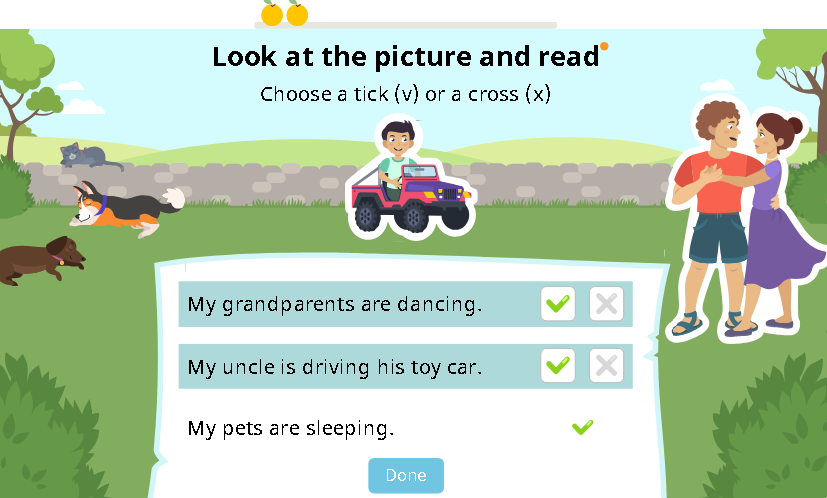 Look at the picture and read
Choose a tick (v) or a cross (x)
My grandparents are dancing.
My uncle is driving his toy car.
My pets are sleeping.
Done